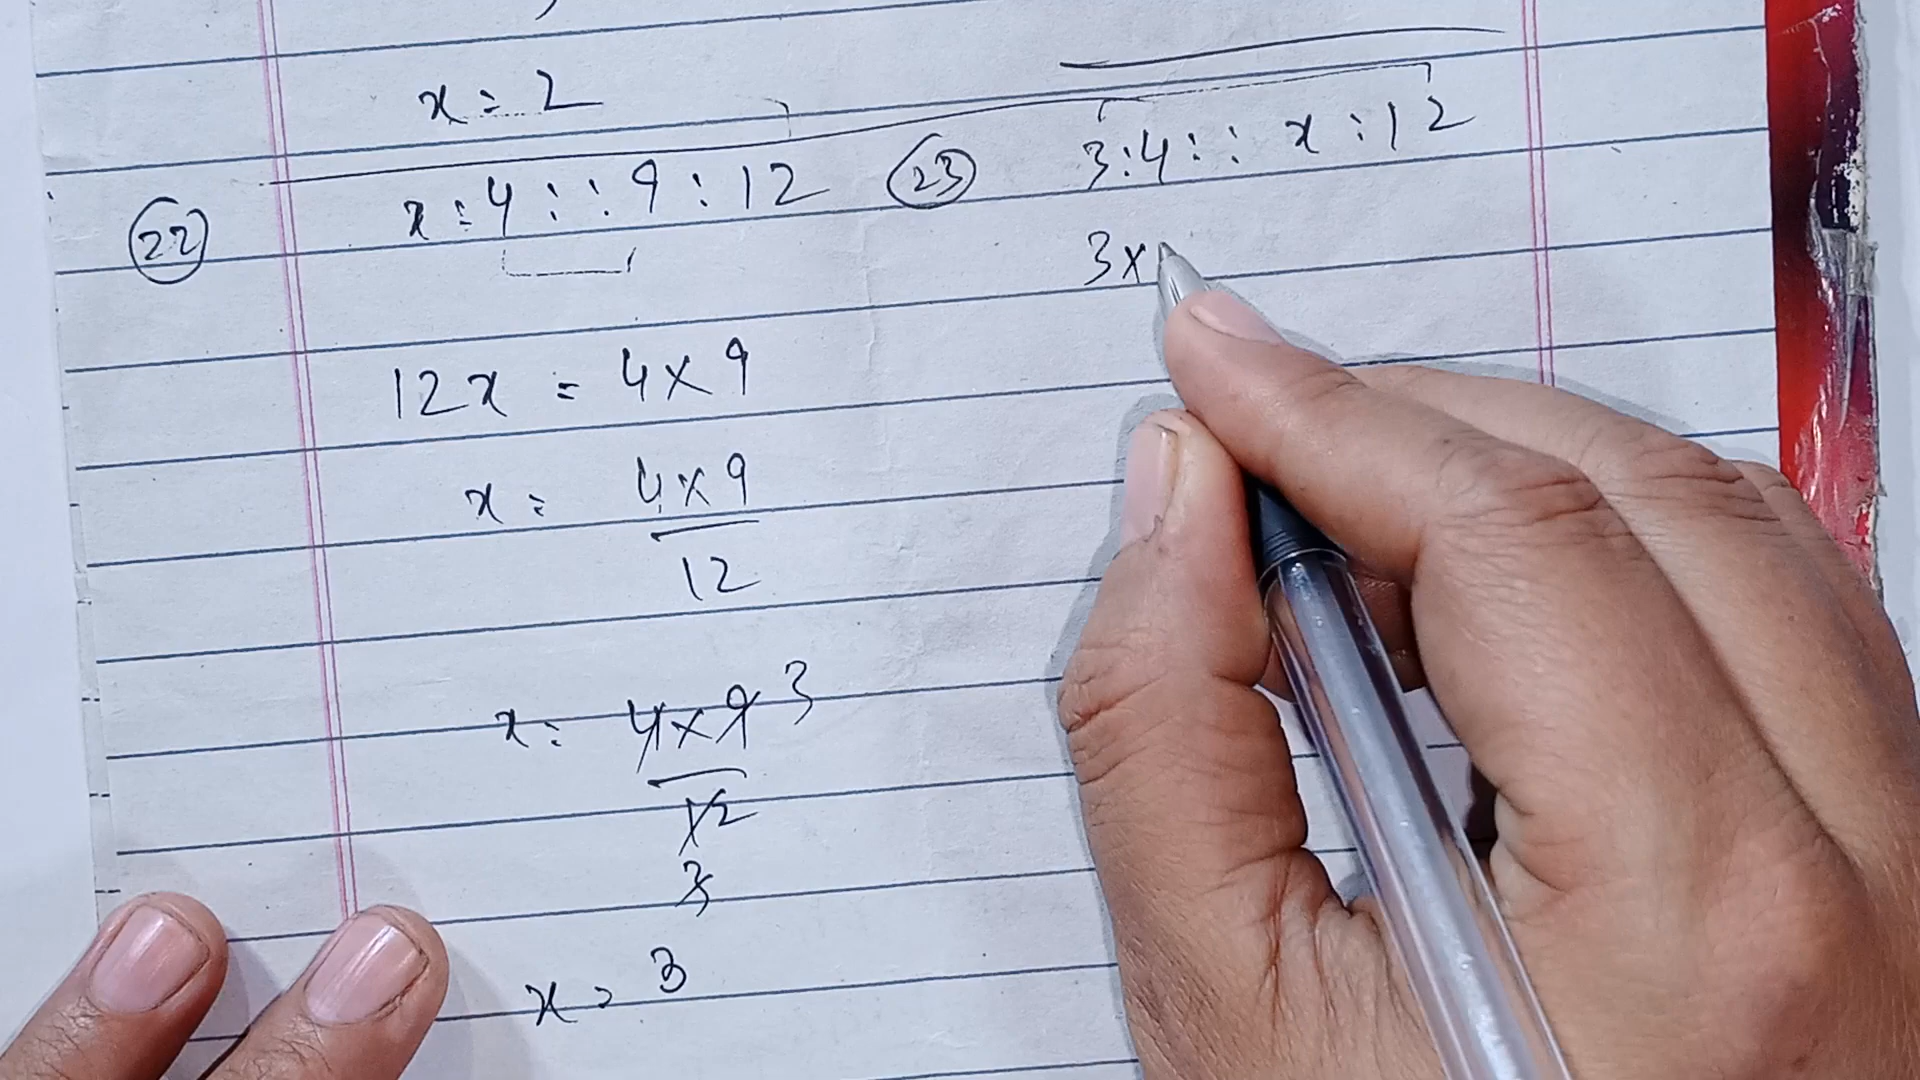 x = 2
22 x : 4 : : 9 : 12
12x = 4 x 9
x = 4 x 9
12
x = 4 x 9 3
12
3
x = 3
23 3 : 4 : : x : 12
3 x